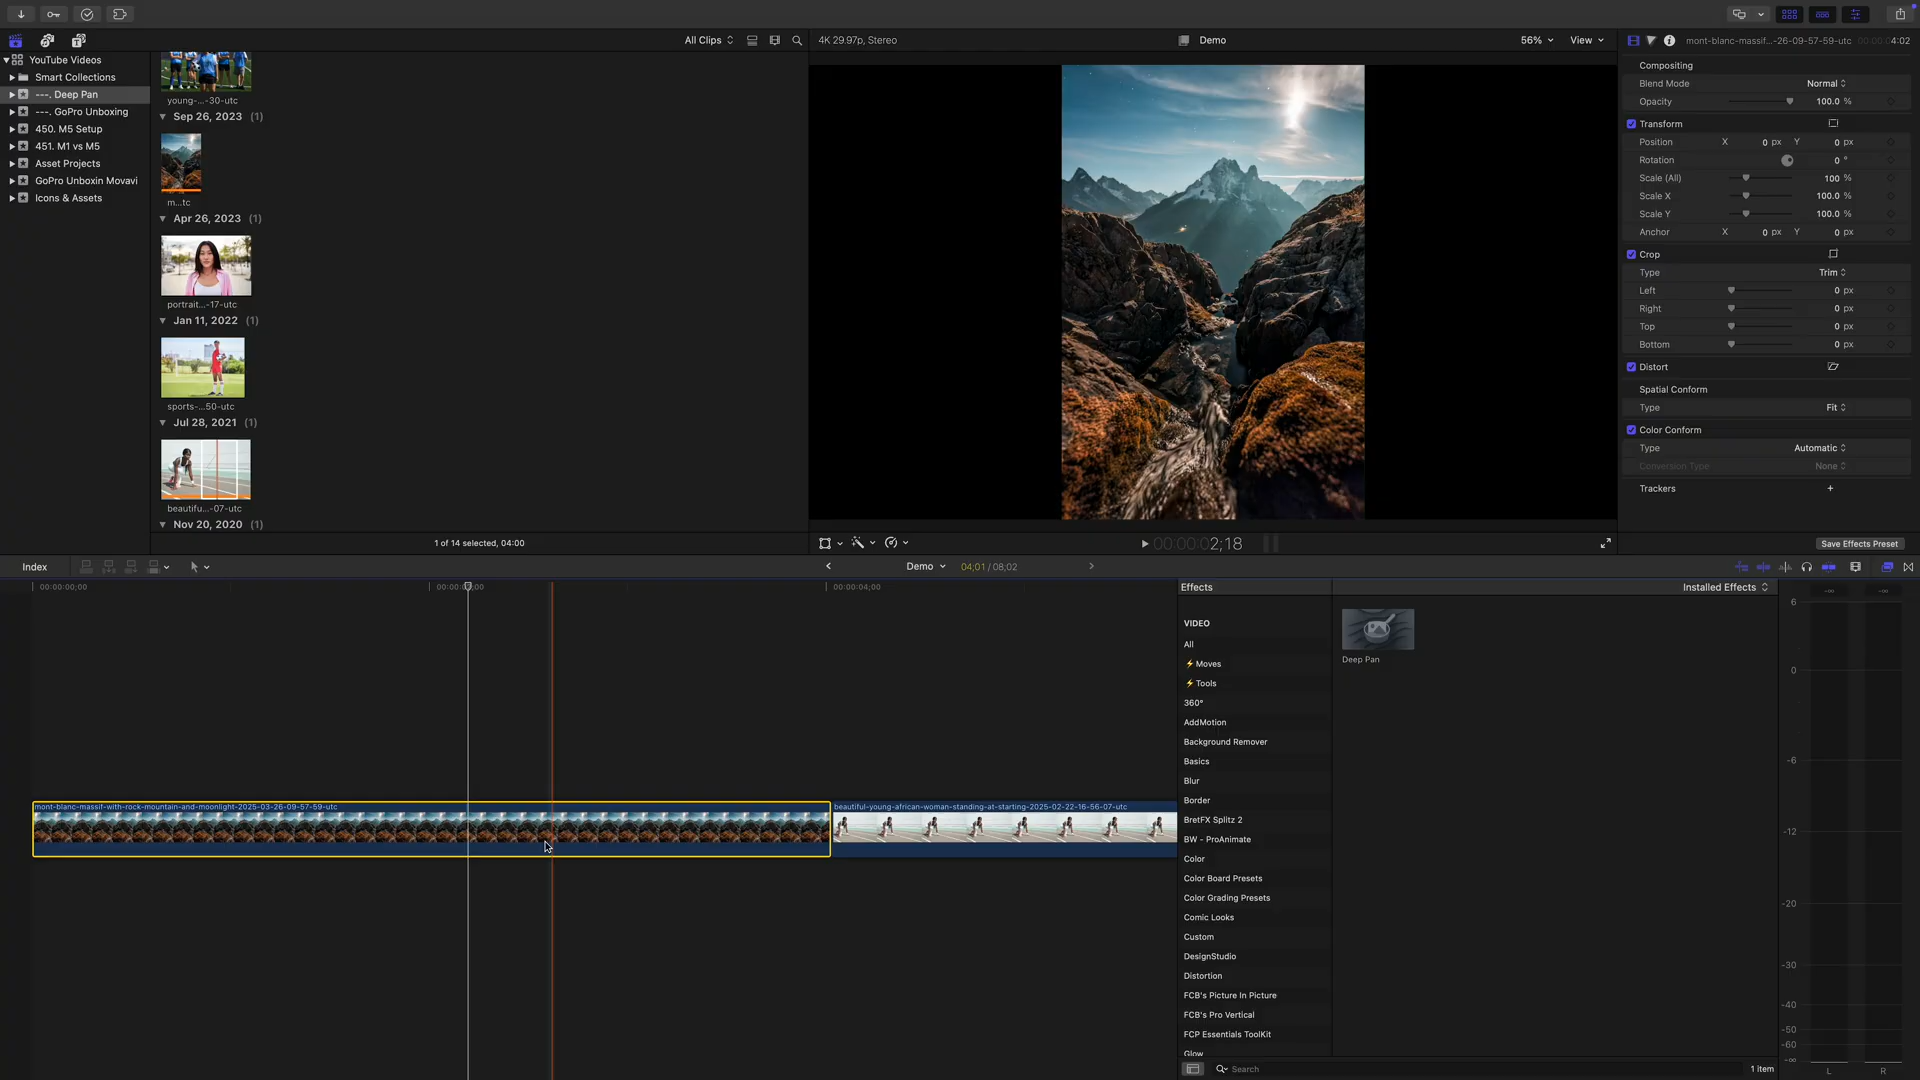 All Clips
4K 29.97p, Stereo
Demo
56%
View
mont-blanc-massif...-26-09-57-59-utc
00:00:04:02
YouTube Videos
Smart Collections
---. Deep Pan
---. GoPro Unboxing
450. M5 Setup
451. M1 vs M5
Asset Projects
GoPro Unboxin Movavi
Icons & Assets
young-...-30-utc
Sep 26, 2023 (1)
m...tc
Apr 26, 2023 (1)
portrait...-17-utc
Jan 11, 2022 (1)
sports-...50-utc
Jul 28, 2021 (1)
beautifu...-07-utc
Nov 20, 2020 (1)
1 of 14 selected, 04:00
00:00:00:02;18
Compositing
Blend Mode Normal
Opacity 100.0 %
Transform
Position X 0 px Y 0 px
Rotation 0 °
Scale (All) 100 %
Scale X 100.0 %
Scale Y 100.0 %
Anchor X 0 px Y 0 px
Crop
Type Trim
Left 0 px
Right 0 px
Top 0 px
Bottom 0 px
Distort
Spatial Conform
Type Fit
Color Conform
Type Automatic
Conversion Type None
Trackers +
Save Effects Preset
Index
Demo
04;01 / 08;02
00:00:00;00
00:00:04;00
mont-blanc-massif-with-rock-mountain-and-moonlight-2025-03-26-09-57-59-utc
beautiful-young-african-woman-standing-at-starting-2025-02-22-16-56-07-utc
Effects
Installed Effects
VIDEO
All
⚡ Moves
⚡ Tools
360°
AddMotion
Background Remover
Basics
Blur
Border
BretFX Splitz 2
BW - ProAnimate
Color
Color Board Presets
Color Grading Presets
Comic Looks
Custom
DesignStudio
Distortion
FCB's Picture In Picture
FCB's Pro Vertical
FCP Essentials ToolKit
Glow
Deep Pan
Search
1 item
-∞ -∞
6
0
-6
-12
-20
-30
-40
-50
-60
-∞
L R